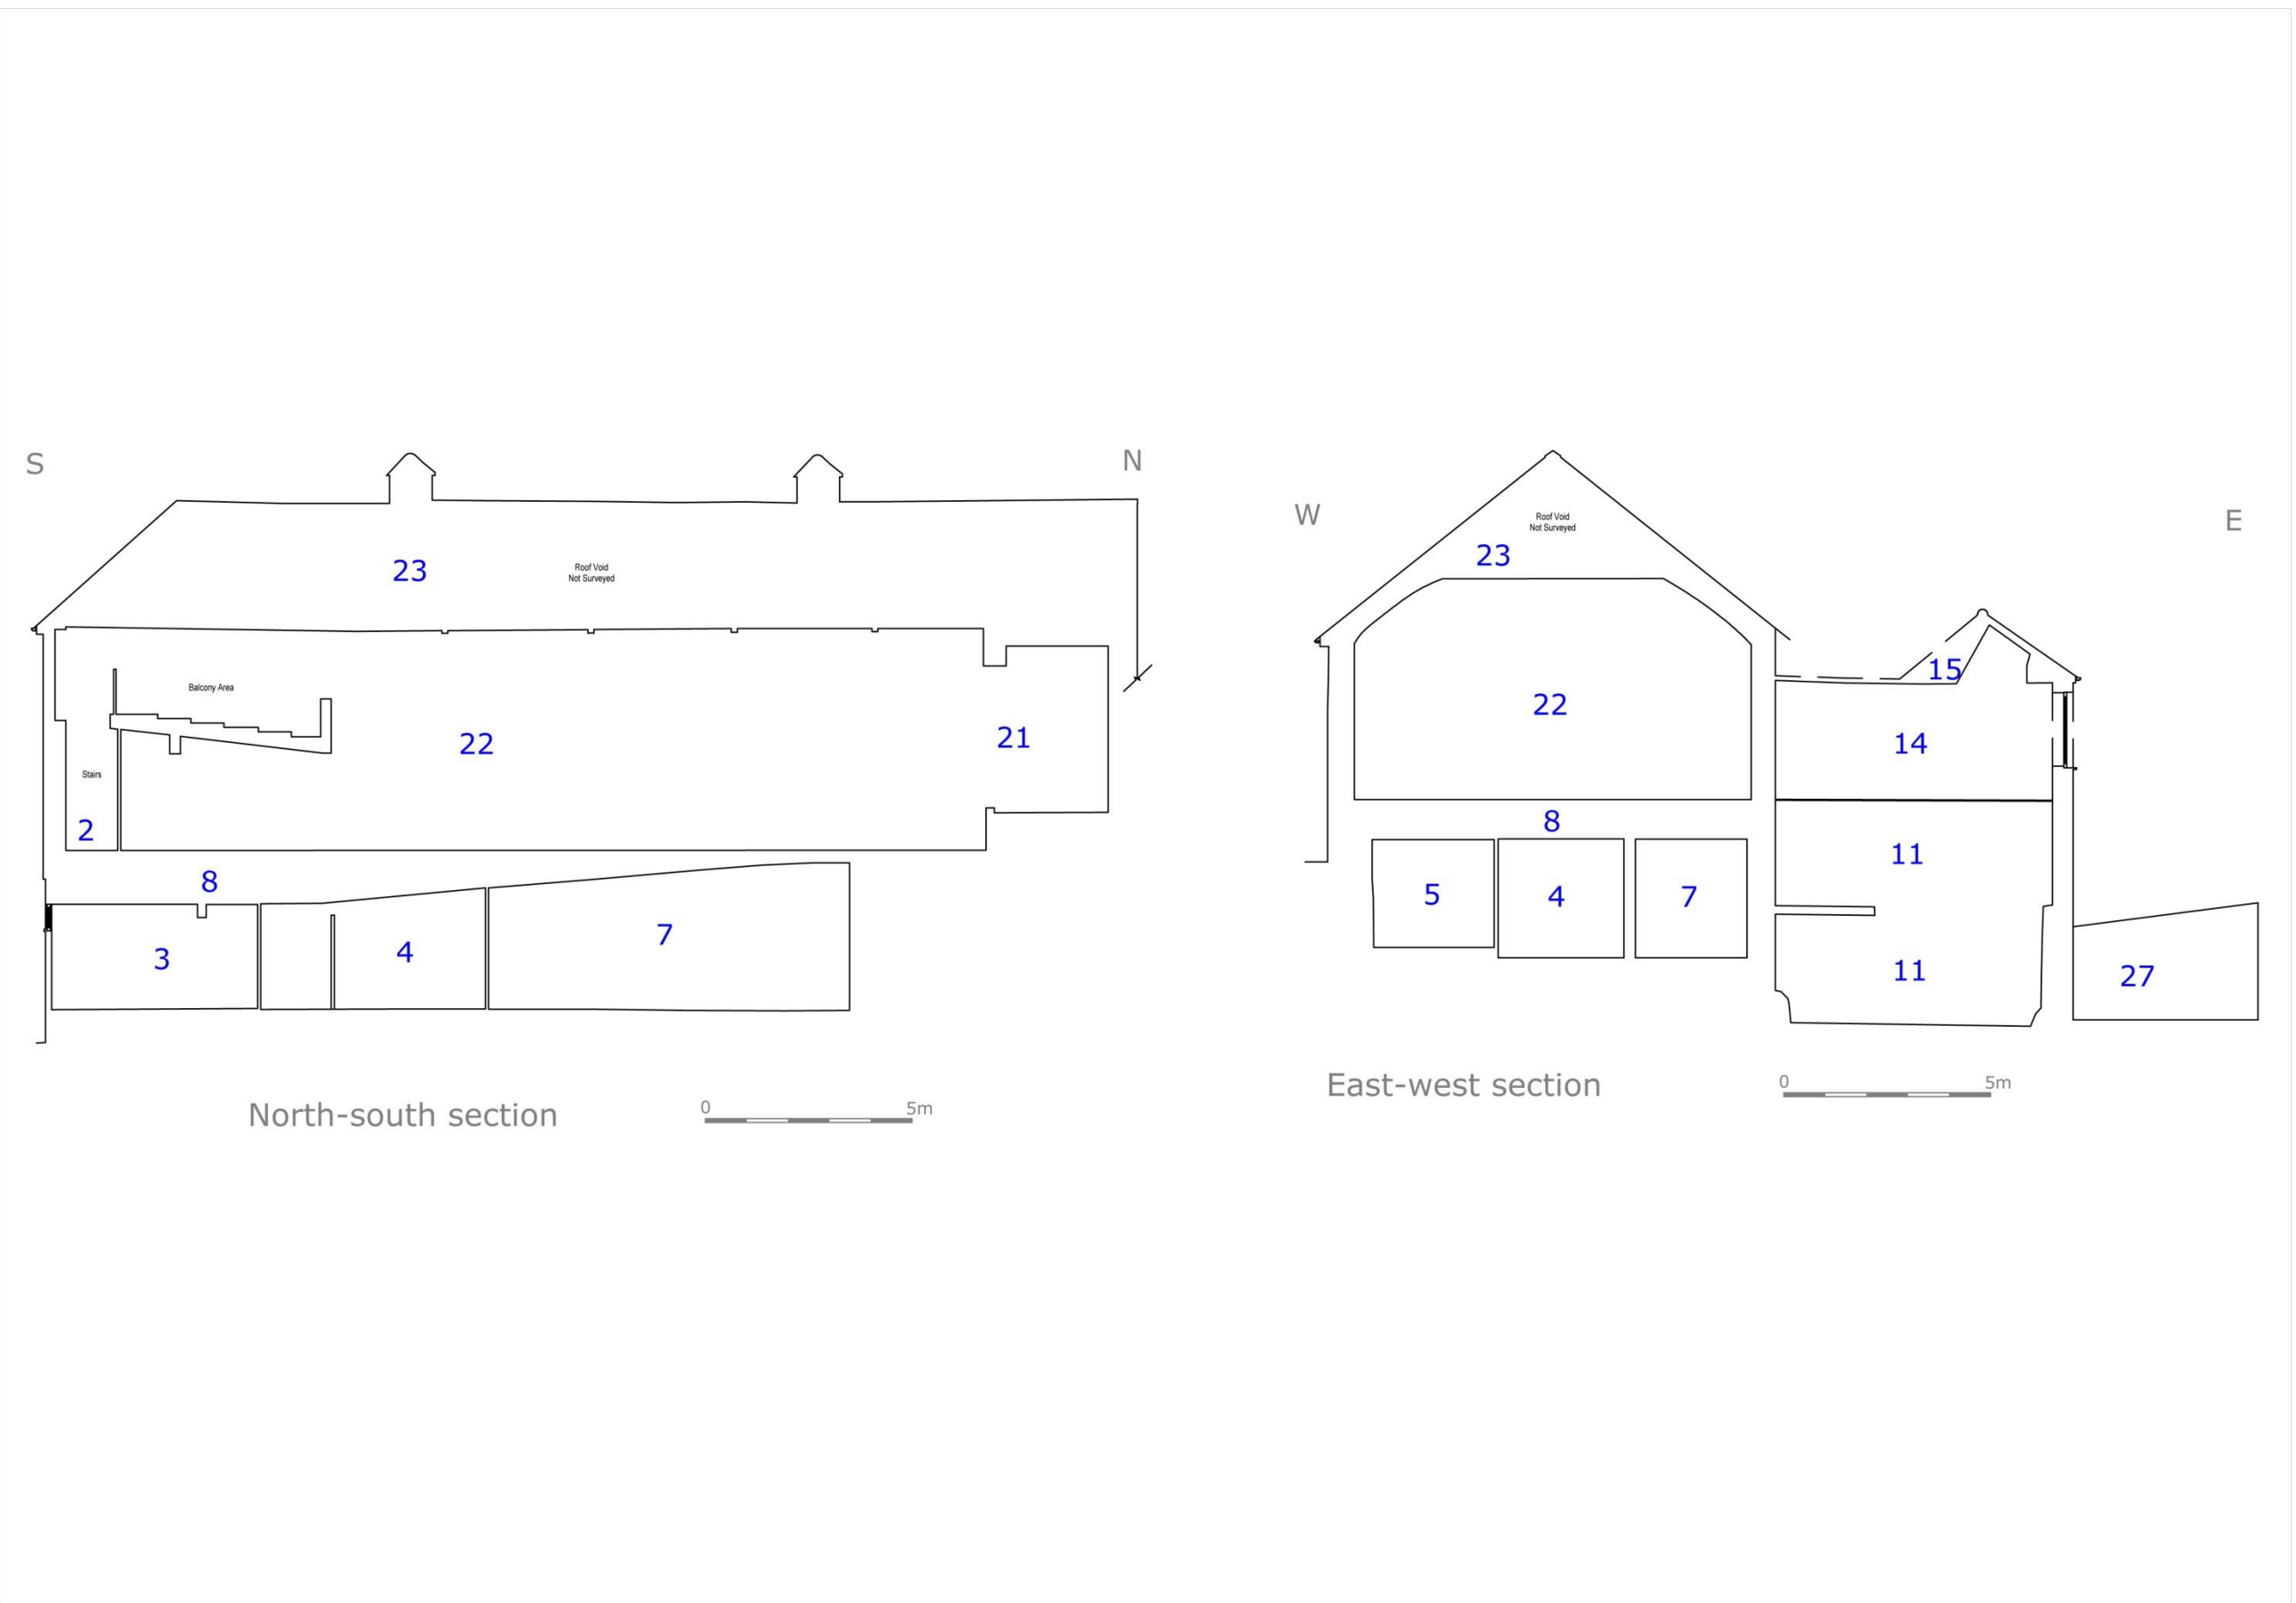 S
N
23
Roof Void
Not Surveyed
Balcony Area
22
21
Stairs
2
8
3
4
7
North-south section
0
5m
W
E
Roof Void
Not Surveyed
23
15
22
14
8
11
5
4
7
11
27
East-west section
0
5m